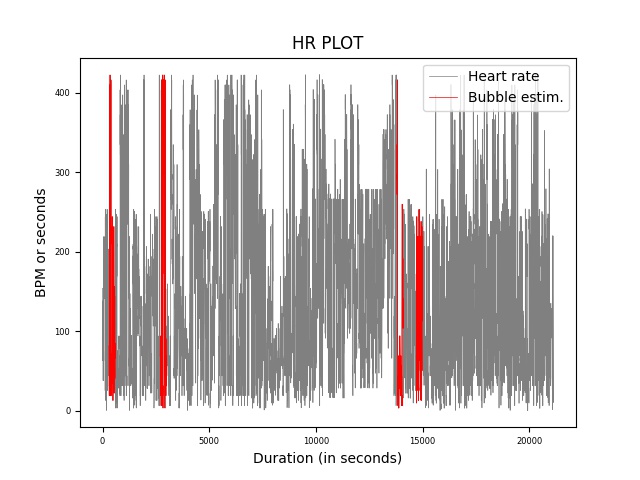 HR PLOT
Heart rate
Bubble estim.
400
300
200
100
0
BPM or seconds
0 5000 10000 15000 20000
Duration (in seconds)